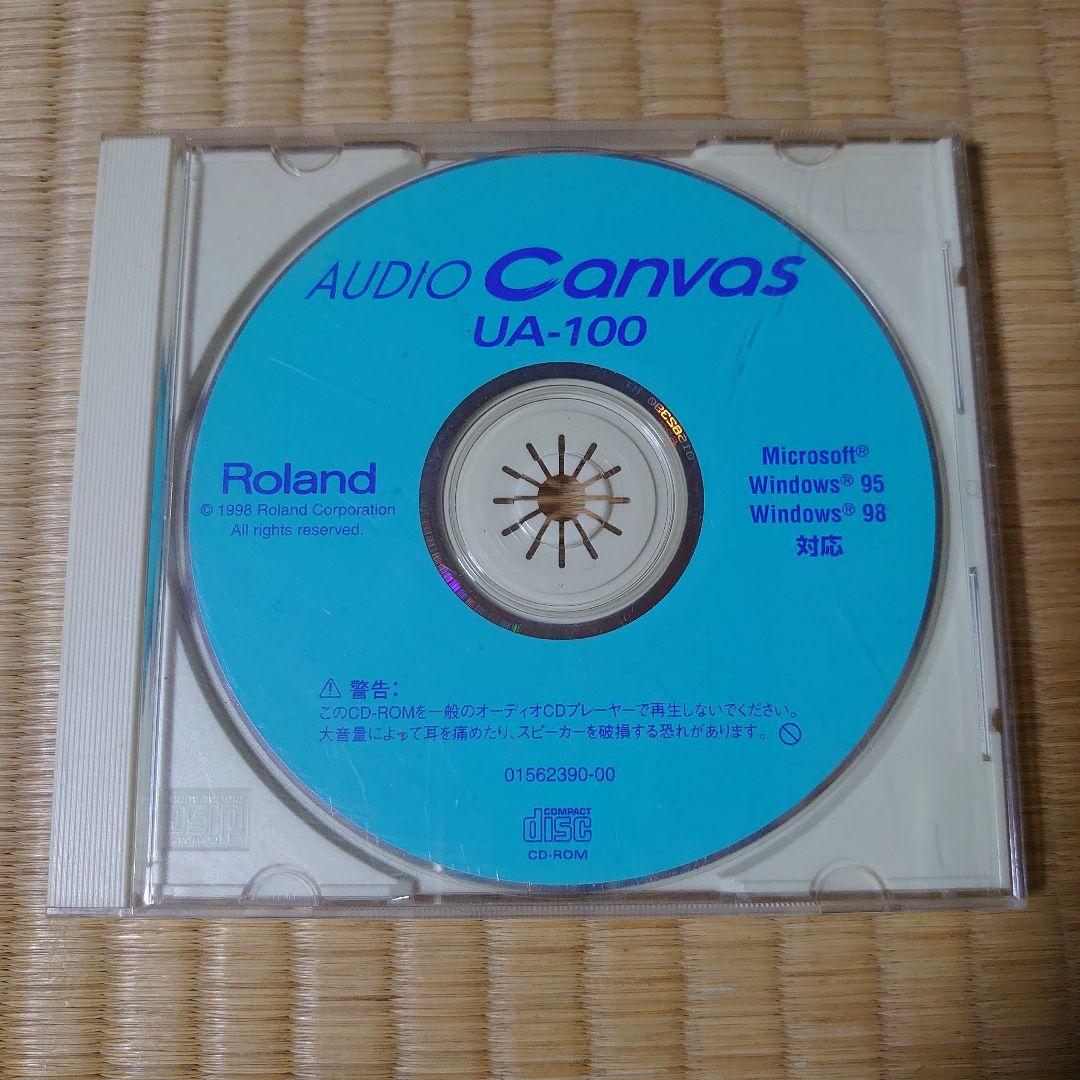 AUDIO Canvas
UA-100
Roland
© 1998 Roland Corporation
All rights reserved.
Microsoft®
Windows® 95
Windows® 98
対応
⚠ 警告:
このCD-ROMを一般のオーディオCDプレーヤーで再生しないでください。
大音量によって耳を痛めたり、スピーカーを破損する恐れがあります。
01562390-00
COMPACT
disc
CD-ROM